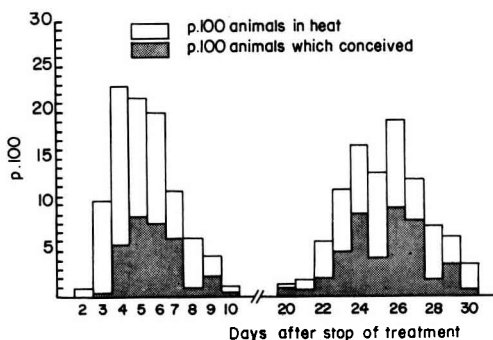 p.100 animals in heat
p.100 animals which conceived
p.100
30
25
20
15
10
5
2 3 4 5 6 7 8 9 10 20 22 24 26 28 30
Days after stop of treatment